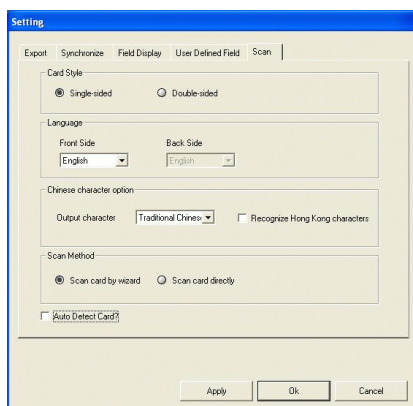 Setting
Export Synchronize Field Display User Defined Field Scan
Card Style
Single-sided Double-sided
Language
Front Side Back Side
English English
Chinese character option
Output character Traditional Chines Recognize Hong Kong characters
Scan Method
Scan card by wizard Scan card directly
Auto Detect Card?
Apply Ok Cancel